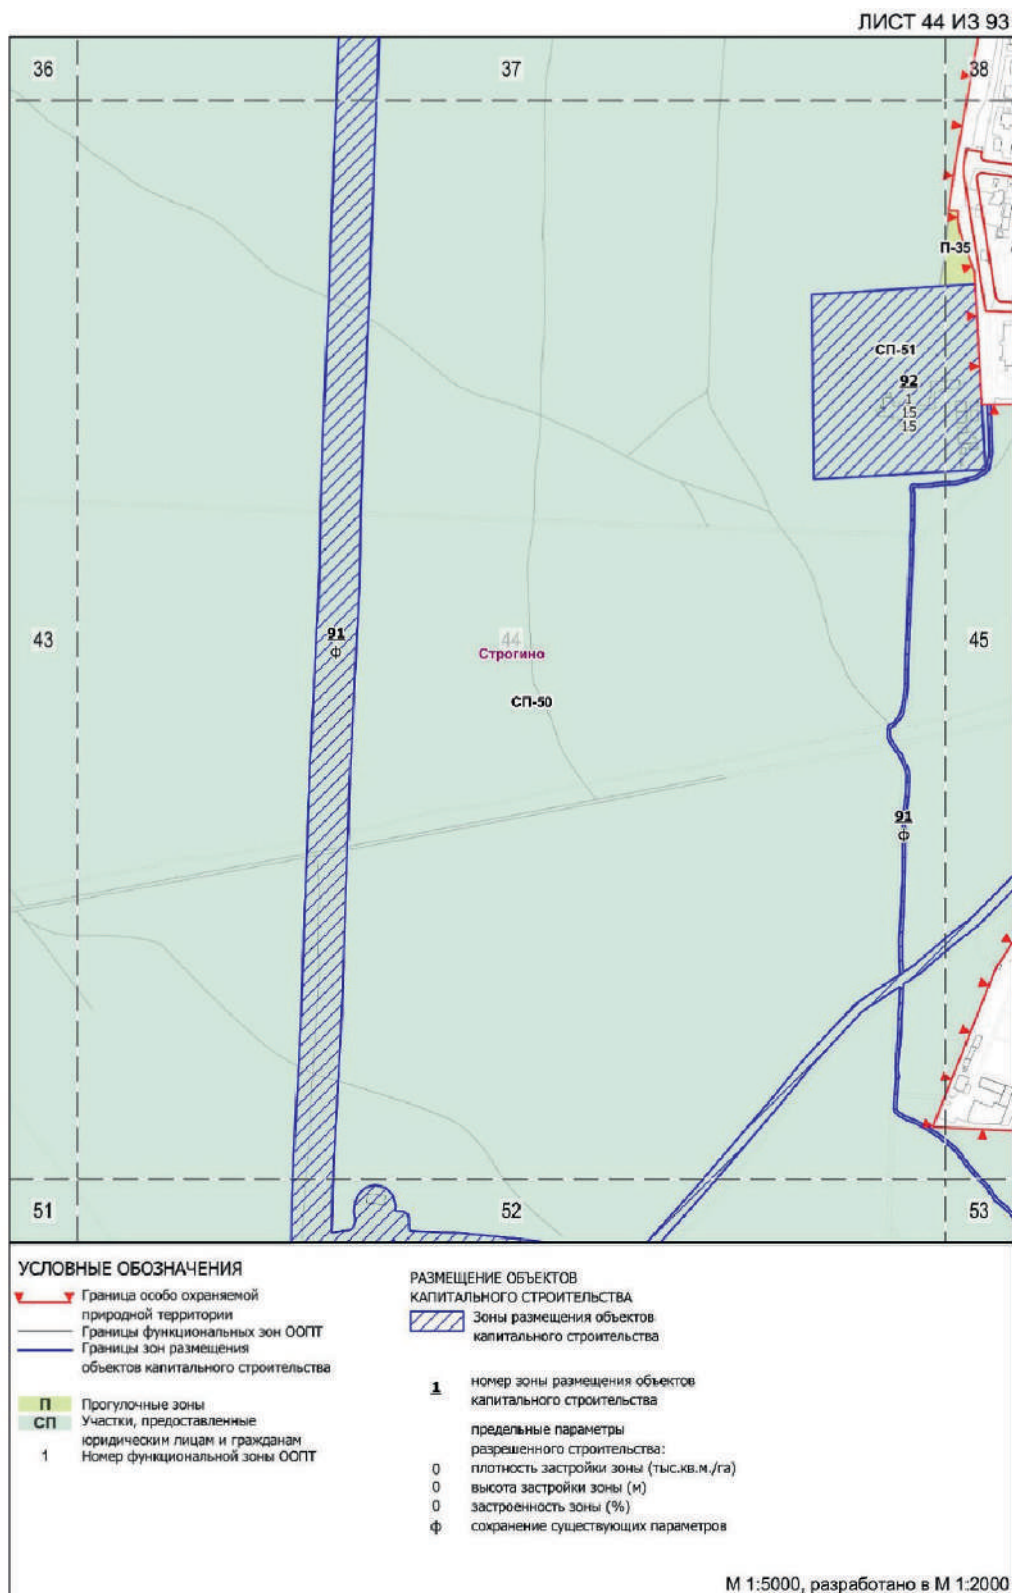 ЛИСТ 44 ИЗ 93
36
37
38
П-35
СП-51
92
1
15
15
43
91
ф
44
Строгино
СП-50
45
91
ф
51
52
53
УСЛОВНЫЕ ОБОЗНАЧЕНИЯ
Граница особо охраняемой
природной территории
Границы функциональных зон ООПТ
Границы зон размещения
объектов капитального строительства
П Прогулочные зоны
СП Участки, предоставленные
юридическим лицам и гражданам
1 Номер функциональной зоны ООПТ
РАЗМЕЩЕНИЕ ОБЪЕКТОВ
КАПИТАЛЬНОГО СТРОИТЕЛЬСТВА
Зоны размещения объектов
капитального строительства
1 номер зоны размещения объектов
капитального строительства
предельные параметры
разрешенного строительства:
0 плотность застройки зоны (тыс.кв.м./га)
0 высота застройки зоны (м)
0 застроенность зоны (%)
ф сохранение существующих параметров
М 1:5000, разработано в М 1:2000